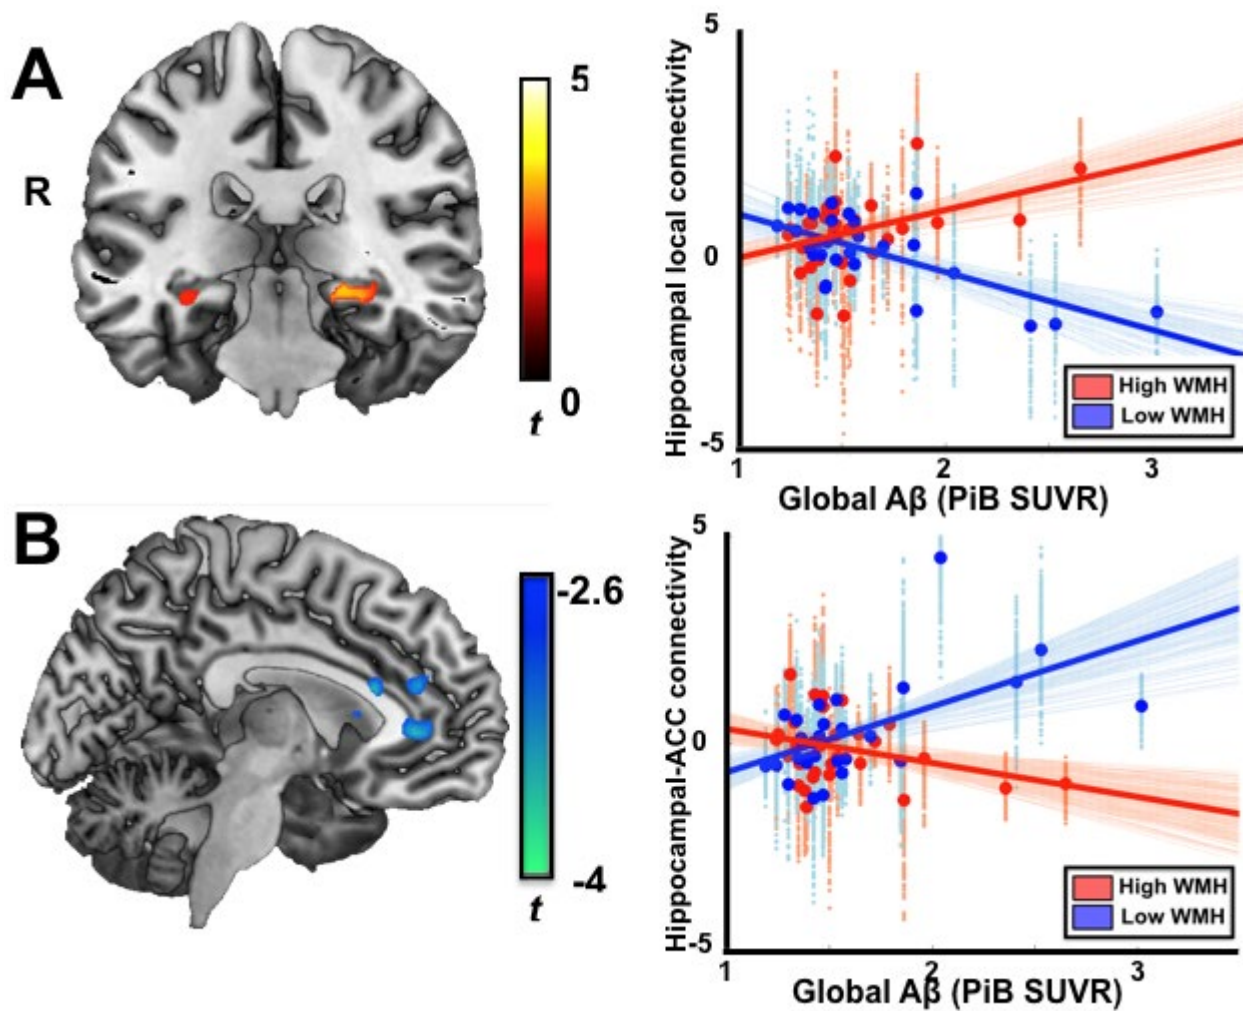 A
R
5
0
t
Hippocampal local connectivity
5
0
-5
High WMH
Low WMH
1
2
3
Global Aβ (PiB SUVR)
B
-2.6
-4
t
Hippocampal-ACC connectivity
5
0
-5
High WMH
Low WMH
1
2
3
Global Aβ (PiB SUVR)